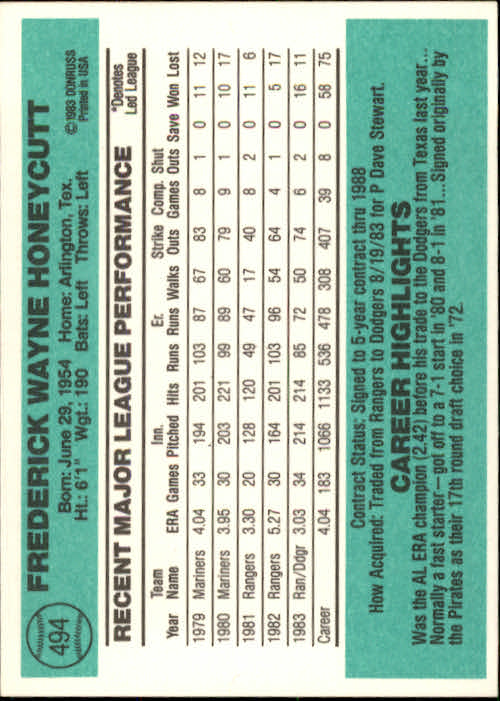 494
FREDERICK WAYNE HONEYCUTT
© 1983 DONRUSS
Printed in USA
Born: June 29, 1954 Home: Arlington, Tex.
Ht.: 6'1" Wgt.: 190 Bats: Left Throws: Left
RECENT MAJOR LEAGUE PERFORMANCE
*Denotes
Led League
Team Inn. Er. Strike Comp. Shut
Year Name ERA Games Pitched Hits Runs Runs Walks Outs Games Outs Save Won Lost
1979 Mariners 4.04 33 194 201 103 87 67 83 8 1 0 11 12
1980 Mariners 3.95 30 203 221 99 89 60 79 9 1 0 10 17
1981 Rangers 3.30 20 128 120 49 47 17 40 8 2 0 11 6
1982 Rangers 5.27 30 164 201 103 96 54 64 4 1 0 5 17
1983 Ran/Ddgr 3.03 34 214 214 85 72 50 74 6 2 0 16 11
Career 4.04 183 1066 1133 536 478 308 407 39 8 0 58 75
Contract Status: Signed to 5-year contract thru 1988
How Acquired: Traded from Rangers to Dodgers 8/19/83 for P Dave Stewart.
CAREER HIGHLIGHTS
Was the AL ERA champion (2.42) before his trade to the Dodgers from Texas last year...
Normally a fast starter—got off to a 7-1 start in '80 and 8-1 in '81...Signed originally by
the Pirates as their 17th round draft choice in '72.